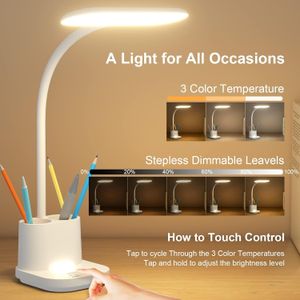 A Light for All Occasions
3 Color Temperature
Stepless Dimmable Leavels
0% 20% 40% 60% 80% 100%
How to Touch Control
Tap to cycle Through the 3 Color Temperatures
Tap and hold to adjust the brightness level